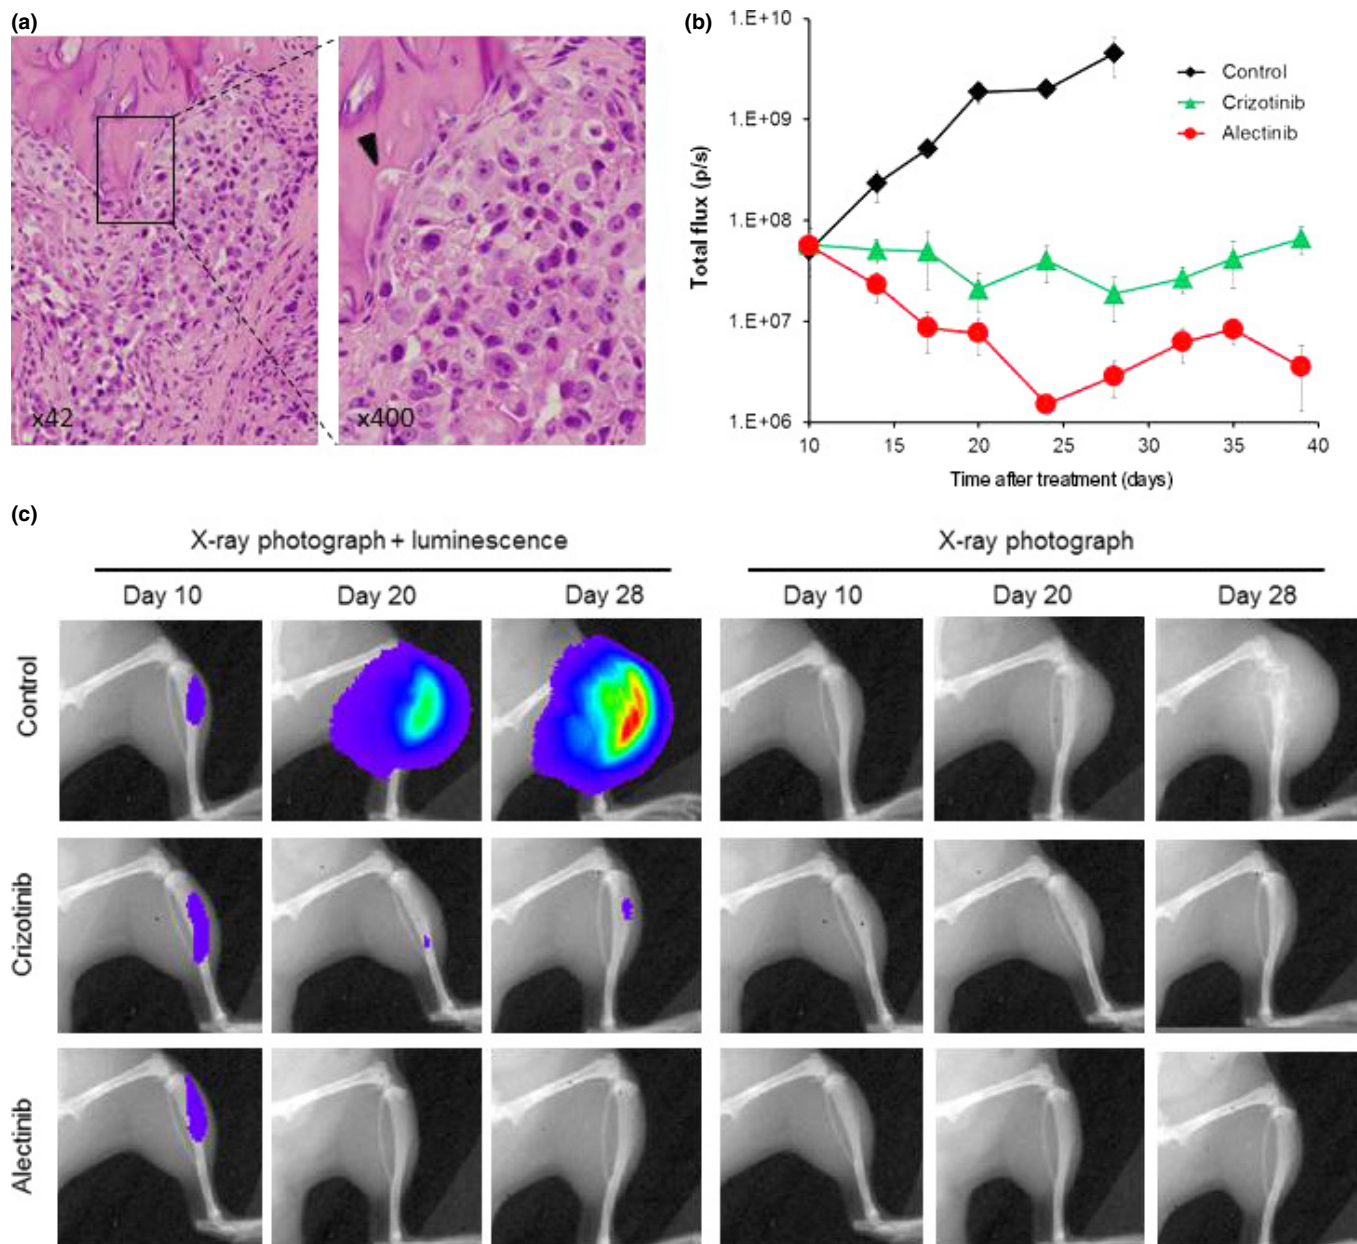 (a)
x42
x400
(b)
1.E+10
1.E+09
1.E+08
1.E+07
1.E+06
Total flux (p/s)
10 15 20 25 30 35 40
Time after treatment (days)
Control
Crizotinib
Alectinib
(c)
X-ray photograph + luminescence
X-ray photograph
Day 10 Day 20 Day 28 Day 10 Day 20 Day 28
Control
Crizotinib
Alectinib